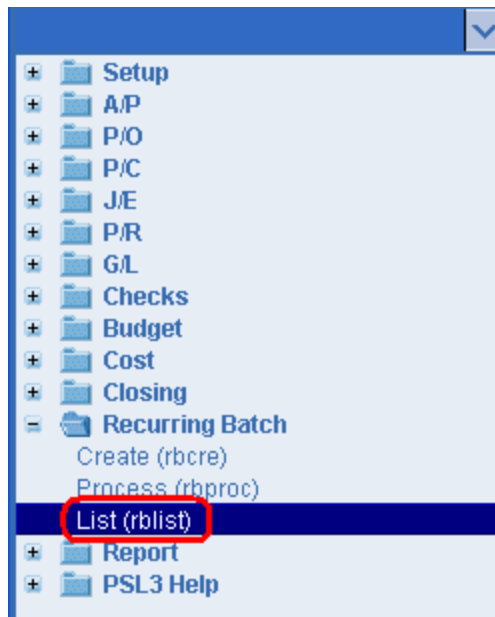 Setup
A/P
P/O
P/C
J/E
P/R
G/L
Checks
Budget
Cost
Closing
Recurring Batch
Create (rbcre)
Process (rbproc)
List (rblist)
Report
PSL3 Help